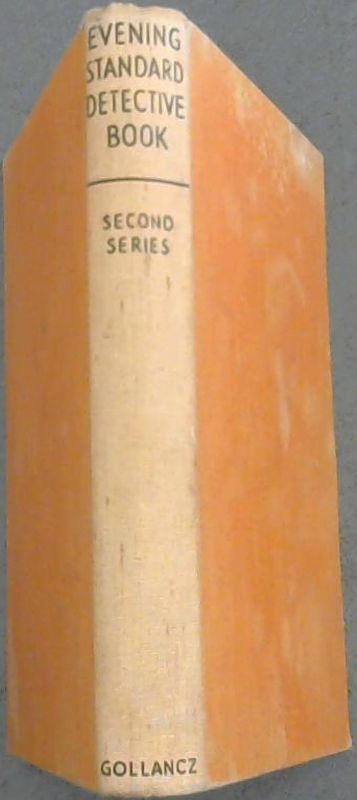 EVENING
STANDARD
DETECTIVE
BOOK
SECOND
SERIES
GOLLANCZ